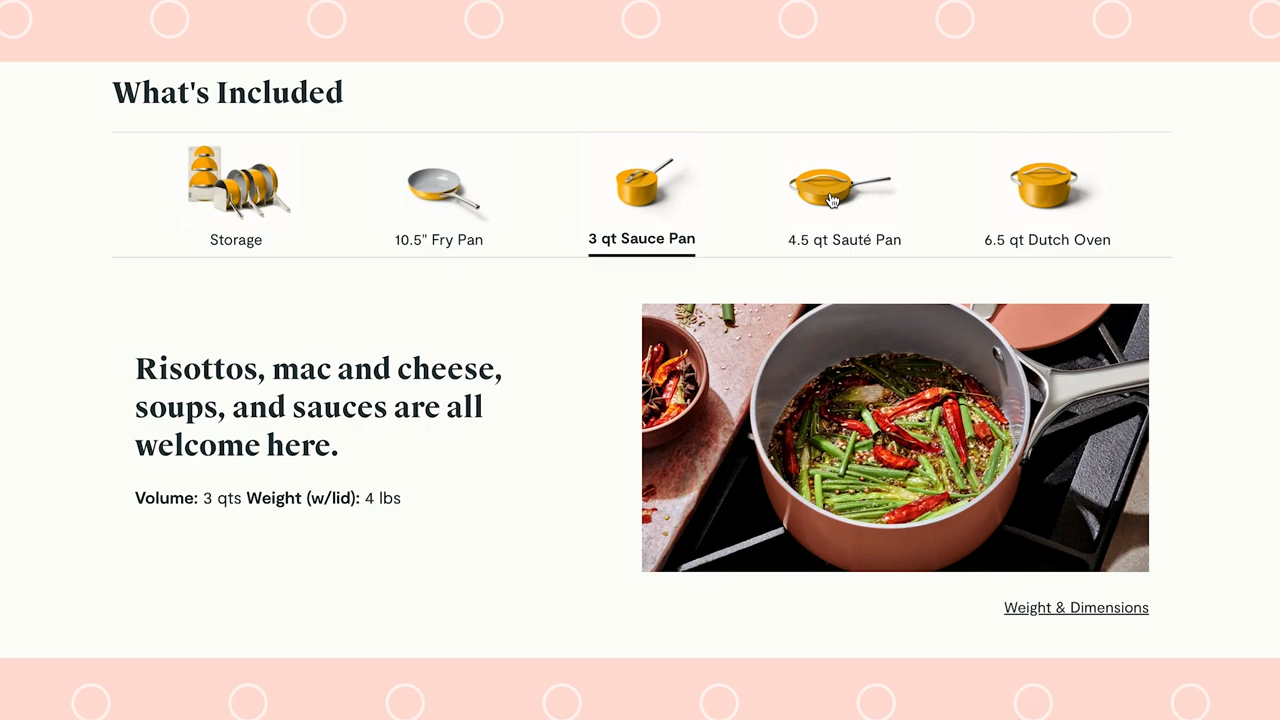 What's Included
Storage
10.5" Fry Pan
3 qt Sauce Pan
4.5 qt Sauté Pan
6.5 qt Dutch Oven
Risottos, mac and cheese,
soups, and sauces are all
welcome here.
Volume: 3 qts Weight (w/lid): 4 lbs
Weight & Dimensions